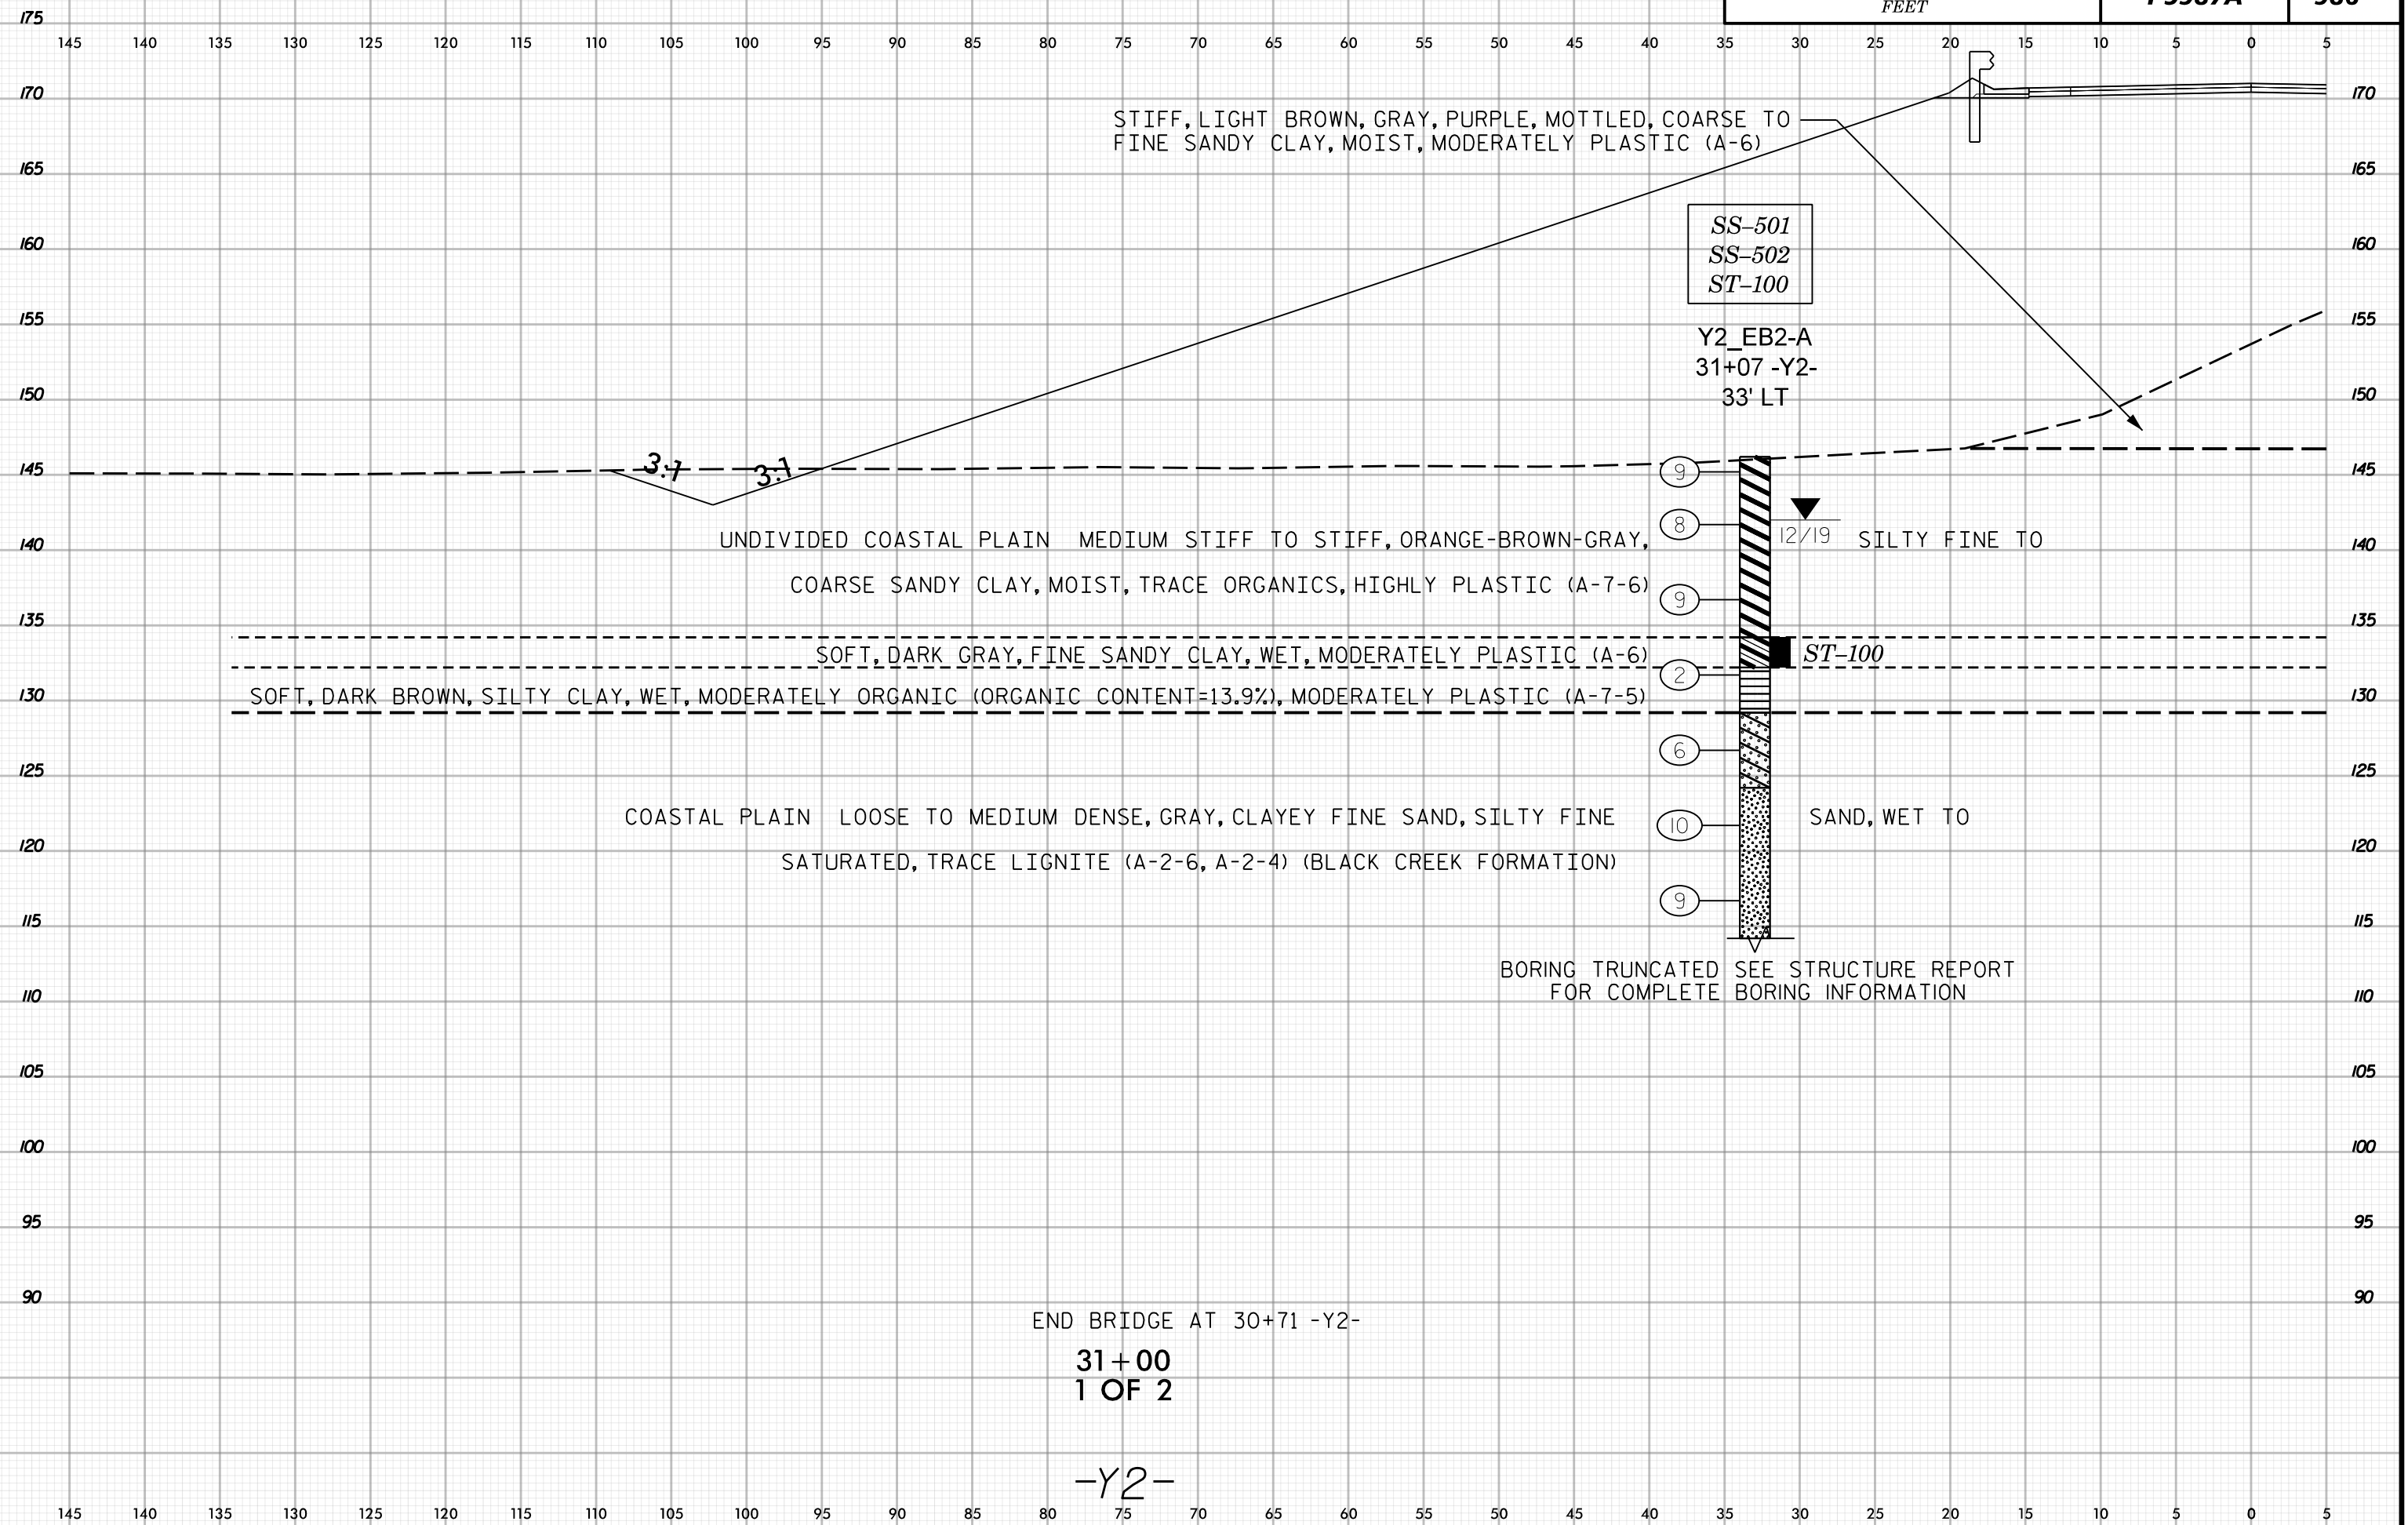 FEET
175
145 140 135 130 125 120 115 110 105 100 95 90 85 80 75 70 65 60 55 50 45 40 35 30 25 20 15 10 5 0 5
170 170
STIFF, LIGHT BROWN, GRAY, PURPLE, MOTTLED, COARSE TO
FINE SANDY CLAY, MOIST, MODERATELY PLASTIC (A-6)
165 165
SS-501
160 160
SS-502
ST-100
155 155
Y2_EB2-A
31+07 -Y2-
33' LT
150 150
145 3:1 3:1 9 145
8
12/19
140 UNDIVIDED COASTAL PLAIN MEDIUM STIFF TO STIFF, ORANGE-BROWN-GRAY, SILTY FINE TO 140
COARSE SANDY CLAY, MOIST, TRACE ORGANICS, HIGHLY PLASTIC (A-7-6)
9
135 135
SOFT, DARK GRAY, FINE SANDY CLAY, WET, MODERATELY PLASTIC (A-6) ST-100
2
130 SOFT, DARK BROWN, SILTY CLAY, WET, MODERATELY ORGANIC (ORGANIC CONTENT=13.9%), MODERATELY PLASTIC (A-7-5) 130
6
125 125
COASTAL PLAIN LOOSE TO MEDIUM DENSE, GRAY, CLAYEY FINE SAND, SILTY FINE SAND, WET TO
10
120 120
SATURATED, TRACE LIGNITE (A-2-6, A-2-4) (BLACK CREEK FORMATION)
9
115 115
BORING TRUNCATED SEE STRUCTURE REPORT
FOR COMPLETE BORING INFORMATION
110 110
105 105
100 100
95 95
90 90
END BRIDGE AT 30+71 -Y2-
31+00
1 OF 2
-Y2-
145 140 135 130 125 120 115 110 105 100 95 90 85 80 75 70 65 60 55 50 45 40 35 30 25 20 15 10 5 0 5